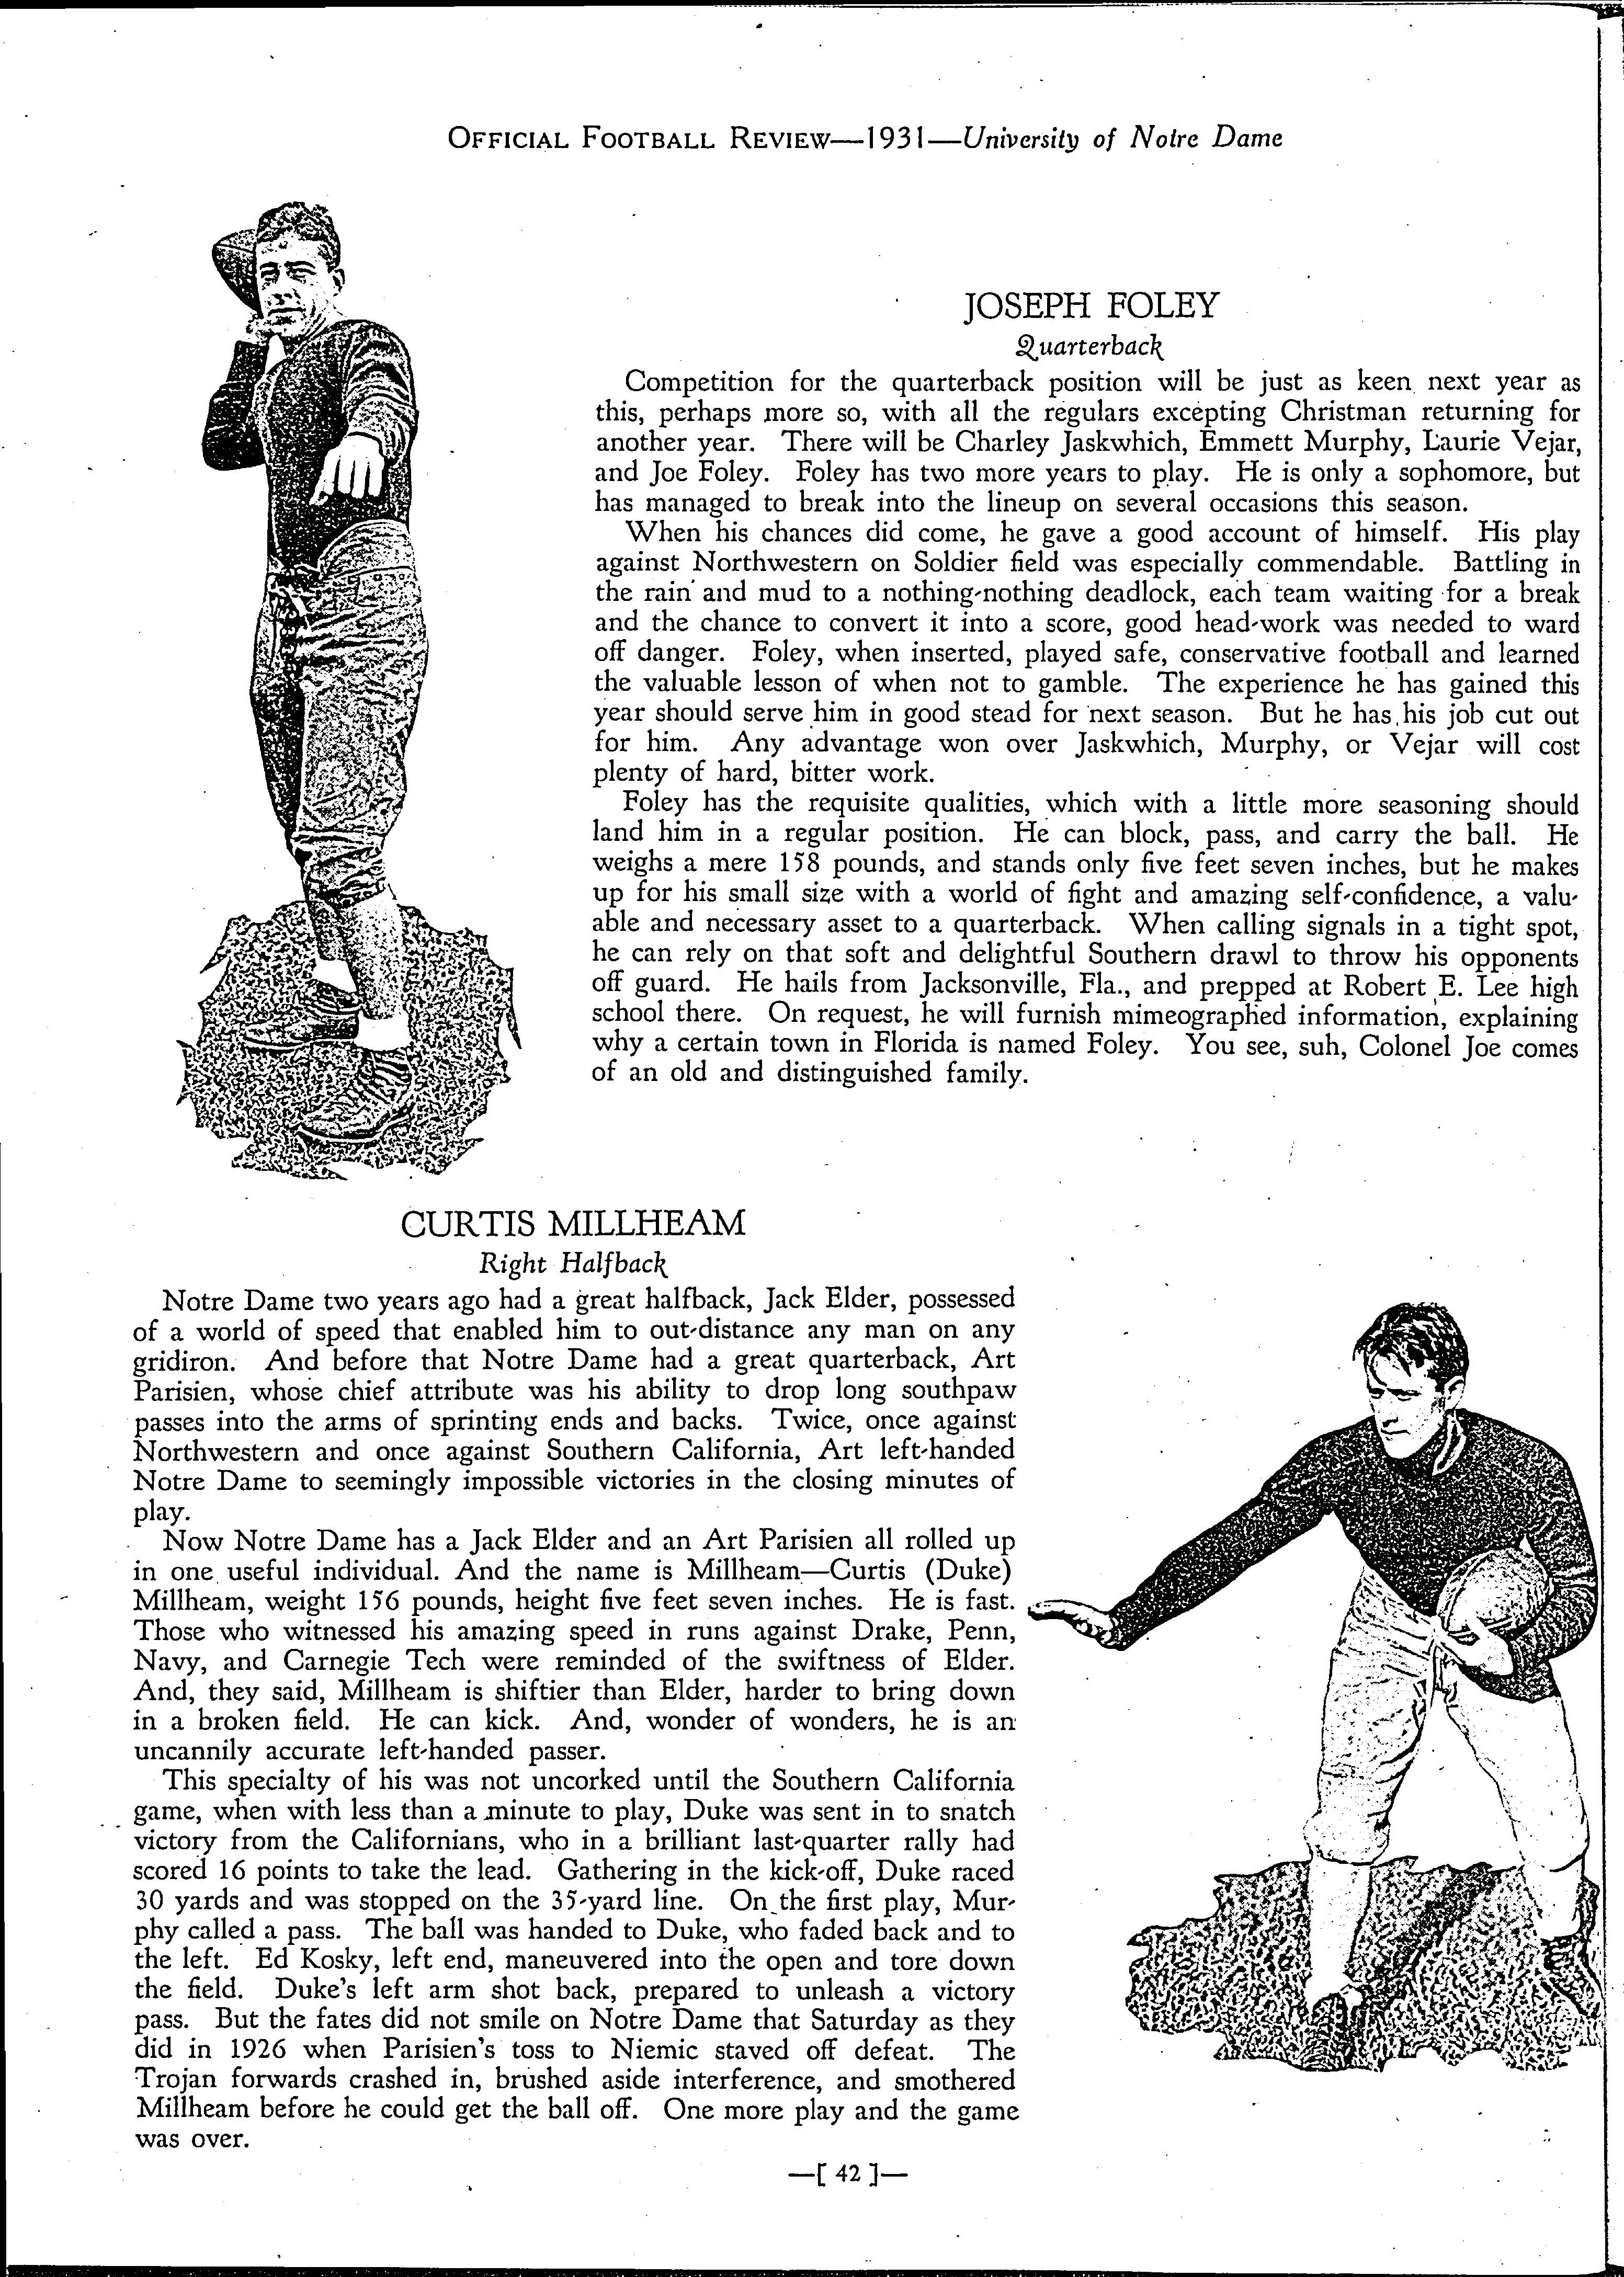 OFFICIAL FOOTBALL REVIEW—1931—University of Notre Dame
JOSEPH FOLEY
Quarterback
Competition for the quarterback position will be just as keen next year as
this, perhaps more so, with all the regulars excepting Christman returning for
another year. There will be Charley Jaskwhich, Emmett Murphy, Laurie Vejar,
and Joe Foley. Foley has two more years to play. He is only a sophomore, but
has managed to break into the lineup on several occasions this season.
When his chances did come, he gave a good account of himself. His play
against Northwestern on Soldier field was especially commendable. Battling in
the rain and mud to a nothing-nothing deadlock, each team waiting for a break
and the chance to convert it into a score, good head-work was needed to ward
off danger. Foley, when inserted, played safe, conservative football and learned
the valuable lesson of when not to gamble. The experience he has gained this
year should serve him in good stead for next season. But he has his job cut out
for him. Any advantage won over Jaskwhich, Murphy, or Vejar will cost
plenty of hard, bitter work.
Foley has the requisite qualities, which with a little more seasoning should
land him in a regular position. He can block, pass, and carry the ball. He
weighs a mere 158 pounds, and stands only five feet seven inches, but he makes
up for his small size with a world of fight and amazing self-confidence, a valu-
able and necessary asset to a quarterback. When calling signals in a tight spot,
he can rely on that soft and delightful Southern drawl to throw his opponents
off guard. He hails from Jacksonville, Fla., and prepped at Robert E. Lee high
school there. On request, he will furnish mimeographed information, explaining
why a certain town in Florida is named Foley. You see, suh, Colonel Joe comes
of an old and distinguished family.
CURTIS MILLHEAM
Right Halfback
Notre Dame two years ago had a great halfback, Jack Elder, possessed
of a world of speed that enabled him to out-distance any man on any
gridiron. And before that Notre Dame had a great quarterback, Art
Parisien, whose chief attribute was his ability to drop long southpaw
passes into the arms of sprinting ends and backs. Twice, once against
Northwestern and once against Southern California, Art left-handed
Notre Dame to seemingly impossible victories in the closing minutes of
play.
Now Notre Dame has a Jack Elder and an Art Parisien all rolled up
in one useful individual. And the name is Millheam—Curtis (Duke)
Millheam, weight 156 pounds, height five feet seven inches. He is fast.
Those who witnessed his amazing speed in runs against Drake, Penn,
Navy, and Carnegie Tech were reminded of the swiftness of Elder.
And, they said, Millheam is shiftier than Elder, harder to bring down
in a broken field. He can kick. And, wonder of wonders, he is an
uncannily accurate left-handed passer.
This specialty of his was not uncorked until the Southern California
game, when with less than a minute to play, Duke was sent in to snatch
victory from the Californians, who in a brilliant last-quarter rally had
scored 16 points to take the lead. Gathering in the kick-off, Duke raced
30 yards and was stopped on the 35-yard line. On the first play, Mur-
phy called a pass. The ball was handed to Duke, who faded back and to
the left. Ed Kosky, left end, maneuvered into the open and tore down
the field. Duke's left arm shot back, prepared to unleash a victory
pass. But the fates did not smile on Notre Dame that Saturday as they
did in 1926 when Parisien's toss to Niemic staved off defeat. The
Trojan forwards crashed in, brushed aside interference, and smothered
Millheam before he could get the ball off. One more play and the game
was over.
—[ 42 ]—